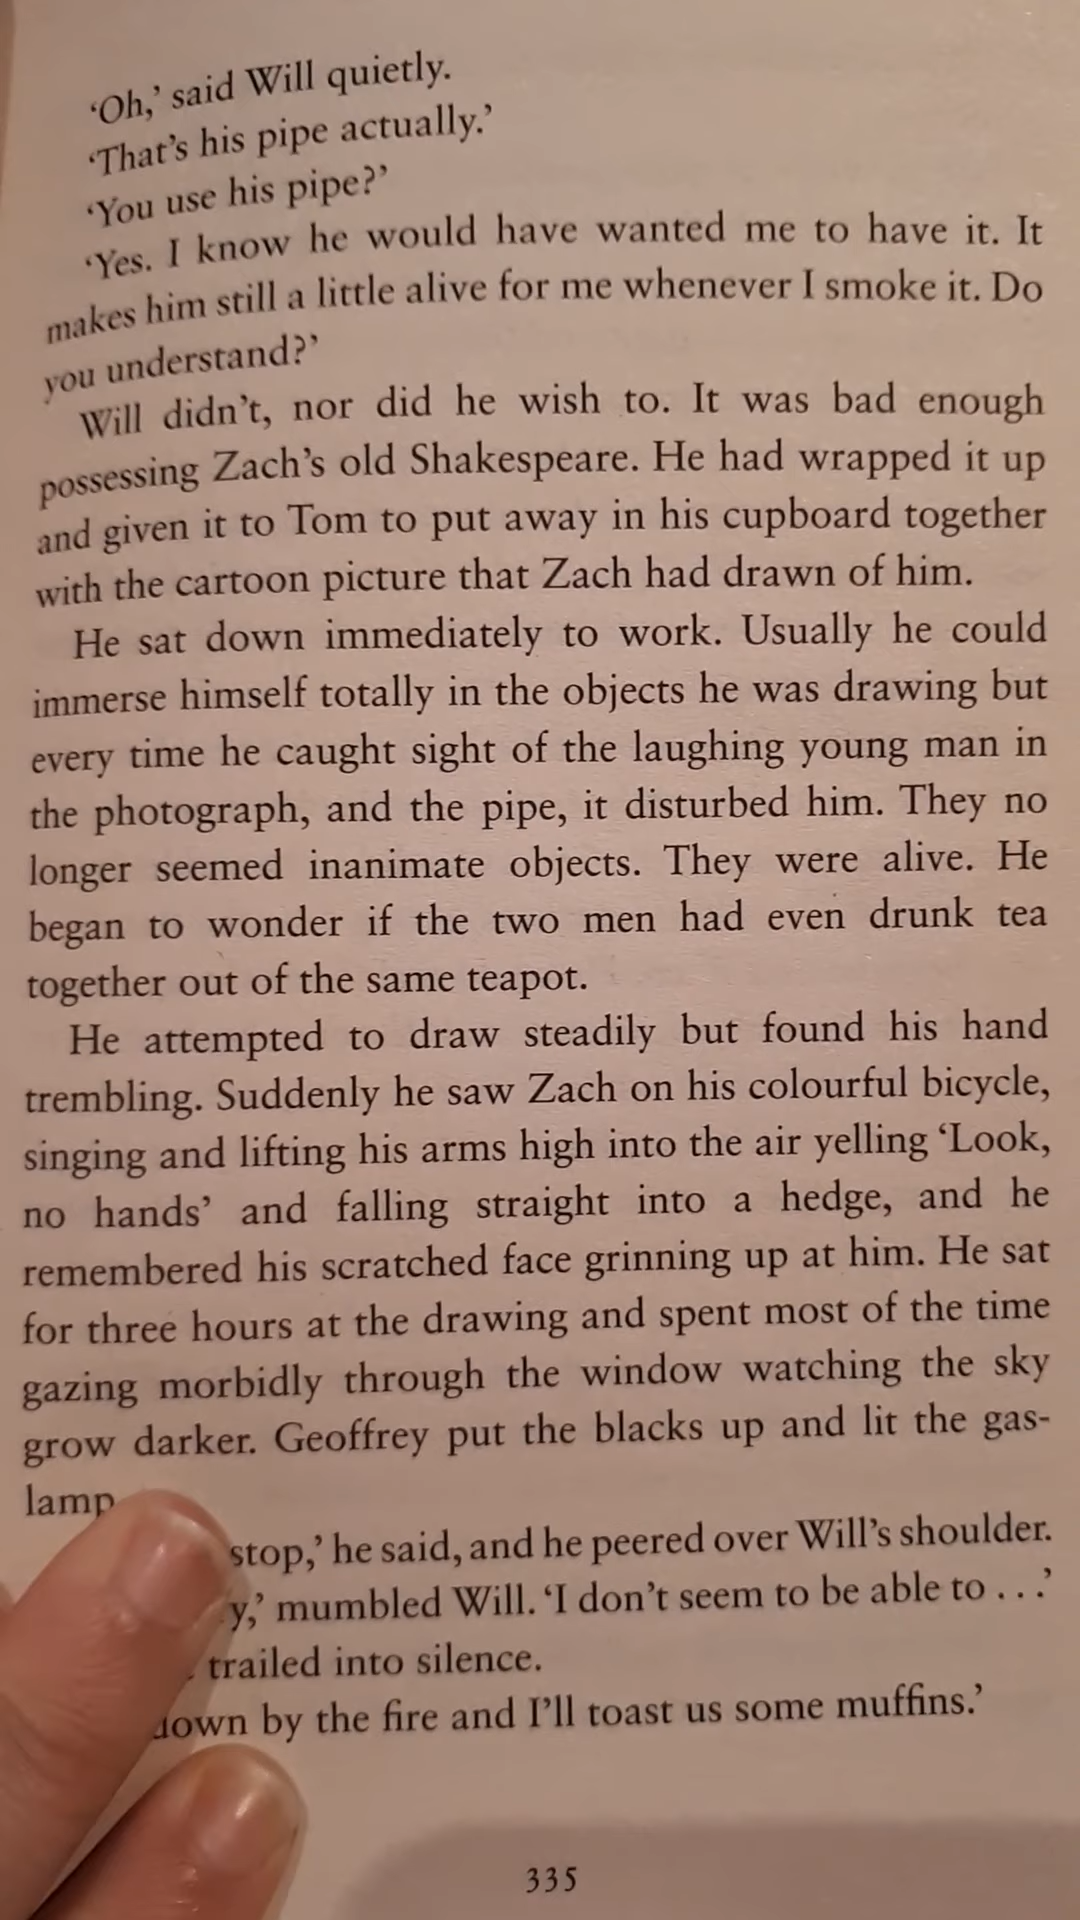 ‘Oh,’ said Will quietly.
‘That’s his pipe actually.’
‘You use his pipe?’
‘Yes. I know he would have wanted me to have it. It
makes him still a little alive for me whenever I smoke it. Do
you understand?’
Will didn’t, nor did he wish to. It was bad enough
possessing Zach’s old Shakespeare. He had wrapped it up
and given it to Tom to put away in his cupboard together
with the cartoon picture that Zach had drawn of him.
He sat down immediately to work. Usually he could
immerse himself totally in the objects he was drawing but
every time he caught sight of the laughing young man in
the photograph, and the pipe, it disturbed him. They no
longer seemed inanimate objects. They were alive. He
began to wonder if the two men had even drunk tea
together out of the same teapot.
He attempted to draw steadily but found his hand
trembling. Suddenly he saw Zach on his colourful bicycle,
singing and lifting his arms high into the air yelling ‘Look,
no hands’ and falling straight into a hedge, and he
remembered his scratched face grinning up at him. He sat
for three hours at the drawing and spent most of the time
gazing morbidly through the window watching the sky
grow darker. Geoffrey put the blacks up and lit the gas-
lamp
stop,’ he said, and he peered over Will’s shoulder.
mumbled Will. ‘I don’t seem to be able to . . .’
trailed into silence.
by the fire and I’ll toast us some muffins.’
335